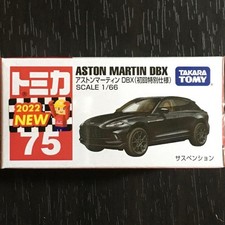 トミカ
2022
NEW
75
ASTON MARTIN DBX
アストンマーティン DBX(初回特別仕様)
SCALE 1/66
TAKARA
TOMY
サスペンション